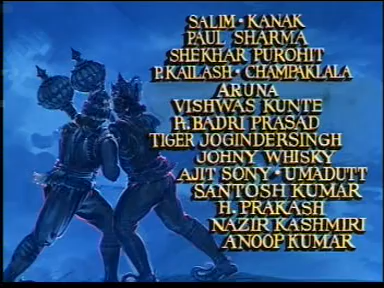 SALIM · KANAK
PAUL SHARMA
SHEKHAR PUROHIT
P.KAILASH · CHAMPAKLALA
ARUNA
VISHWAS KUNTE
R.BADRI PRASAD
TIGER JOGINDERSINGH
JOHNY WHISKY
AJIT SONY · UMADUTT
SANTOSH KUMAR
H. PRAKASH
NAZIR KASHMIRI
ANOOP KUMAR